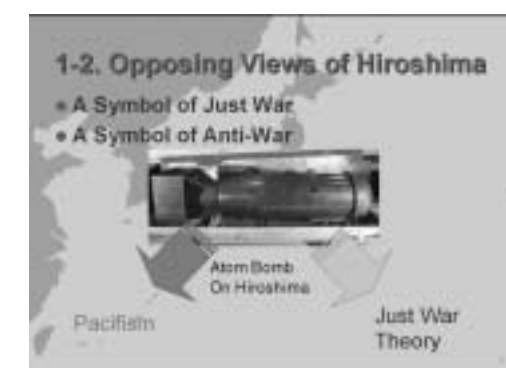 1-2. Opposing Views of Hiroshima
• A Symbol of Just War
• A Symbol of Anti-War
Atom Bomb
On Hiroshima
Pacifism
Just War
Theory